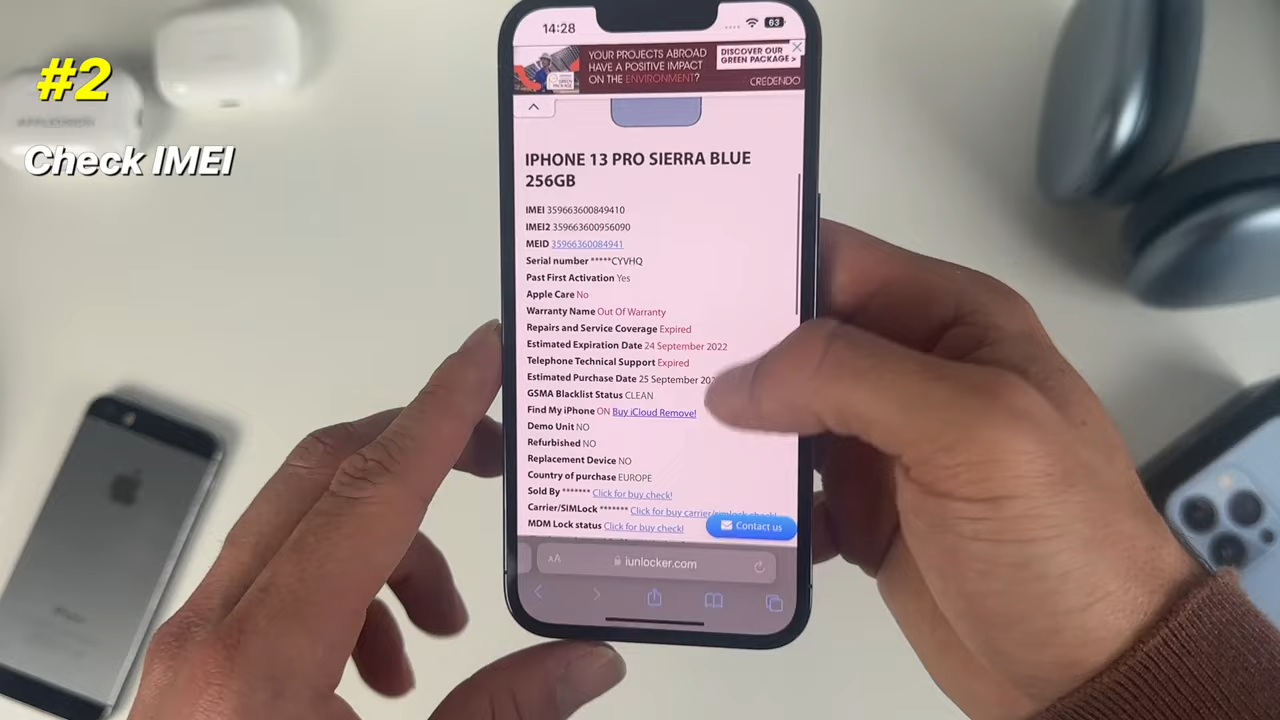 #2
Check IMEI
14:28
63
YOUR PROJECTS ABROAD
HAVE A POSITIVE IMPACT
ON THE ENVIRONMENT?
DISCOVER OUR
GREEN PACKAGE >
CREDENDO
IPHONE 13 PRO SIERRA BLUE
256GB
IMEI 359663600849410
IMEI2 359663600956090
MEID 35966360084941
Serial number *****CYVHQ
Past First Activation Yes
Apple Care No
Warranty Name Out Of Warranty
Repairs and Service Coverage Expired
Estimated Expiration Date 24 September 2022
Telephone Technical Support Expired
Estimated Purchase Date 25 September
GSMA Blacklist Status CLEAN
Find My iPhone ON Buy iCloud Remove!
Demo Unit NO
Refurbished NO
Replacement Device NO
Country of purchase EUROPE
Sold By ******* Click for buy check!
Carrier/SIMLock ******* Click for buy carrier/simlock check!
MDM Lock status Click for buy check!
Contact us
AA
iunlocker.com